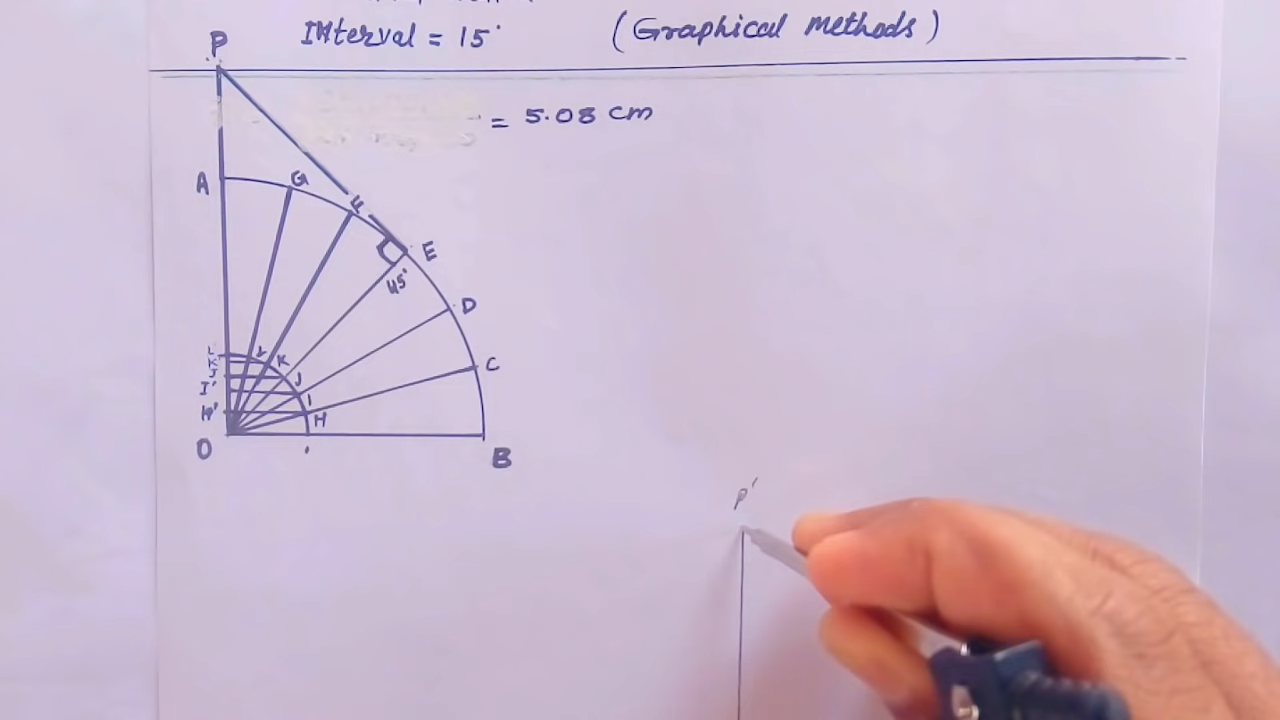 Interval = 15° (Graphical methods)
P
= 5.08 cm
A
G
F
E
45°
D
C
L
K
J
I'
H'
L
K
J
I
H
O
B
P'